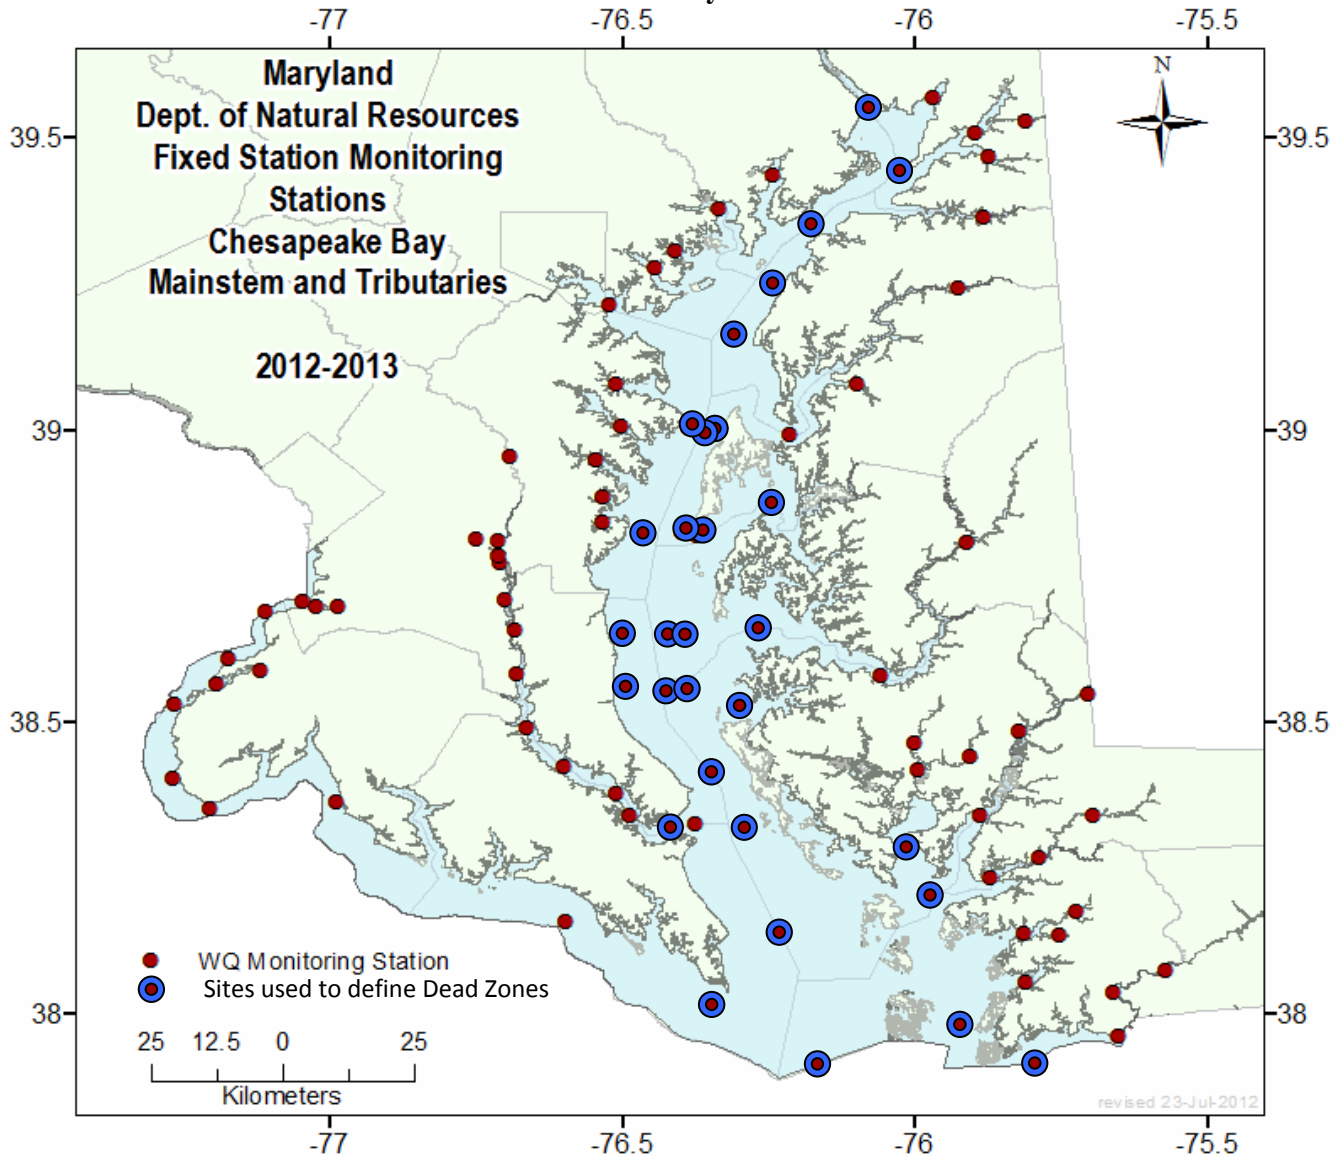 y
-77 -76.5 -76 -75.5
Maryland
Dept. of Natural Resources
Fixed Station Monitoring
Stations
Chesapeake Bay
Mainstem and Tributaries
2012-2013
N
39.5 39.5
39 39
38.5 38.5
38 38
WQ Monitoring Station
Sites used to define Dead Zones
25 12.5 0 25
Kilometers
revised 23-Jul-2012
-77 -76.5 -76 -75.5